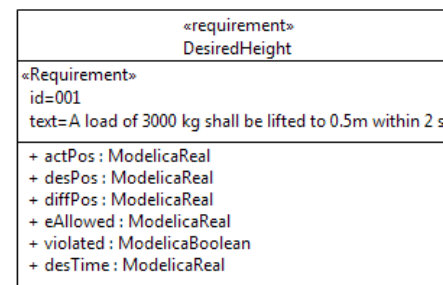 «requirement»
DesiredHeight
«Requirement»
id=001
text=A load of 3000 kg shall be lifted to 0.5m within 2 s
+ actPos : ModelicaReal
+ desPos : ModelicaReal
+ diffPos : ModelicaReal
+ eAllowed : ModelicaReal
+ violated : ModelicaBoolean
+ desTime : ModelicaReal